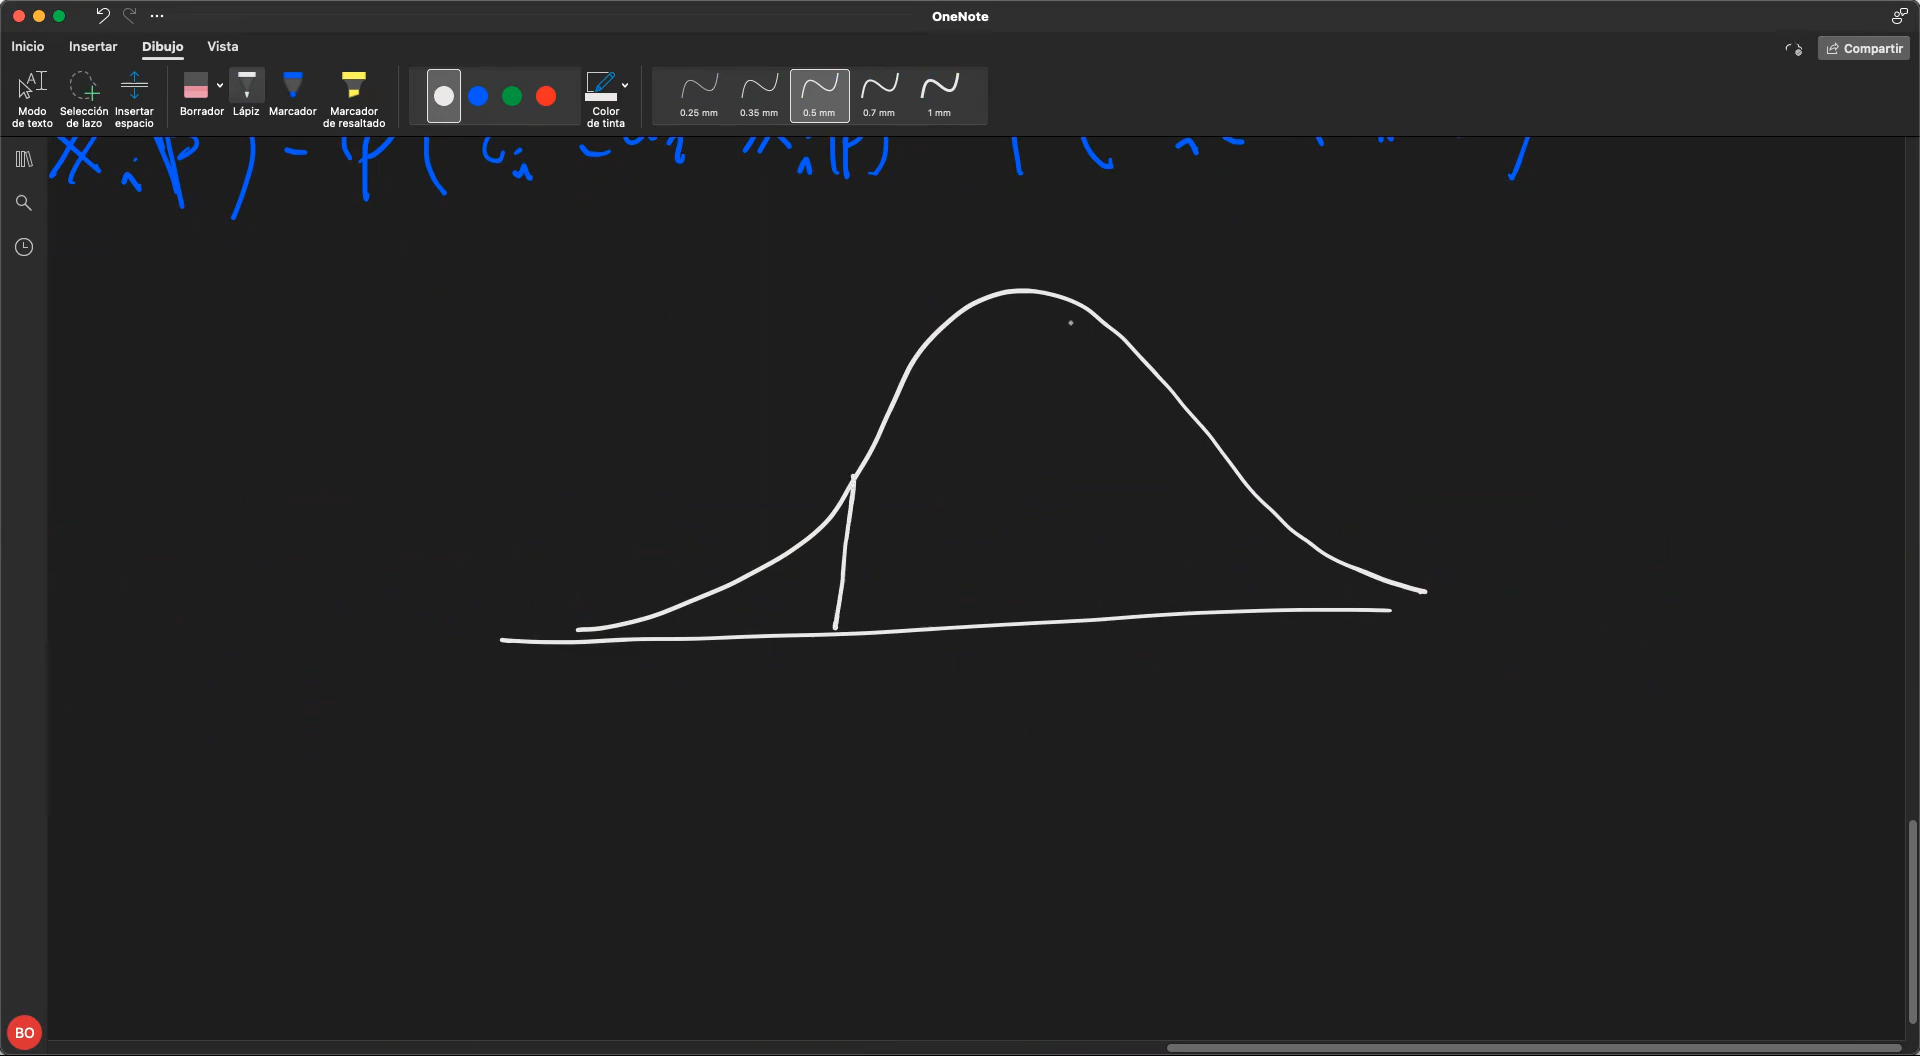 OneNote
Inicio Insertar Dibujo Vista
Compartir
Modo de texto
Selección de lazo
Insertar espacio
Borrador
Lápiz
Marcador
Marcador de resaltado
Color de tinta
0.25 mm
0.35 mm
0.5 mm
0.7 mm
1 mm
BO